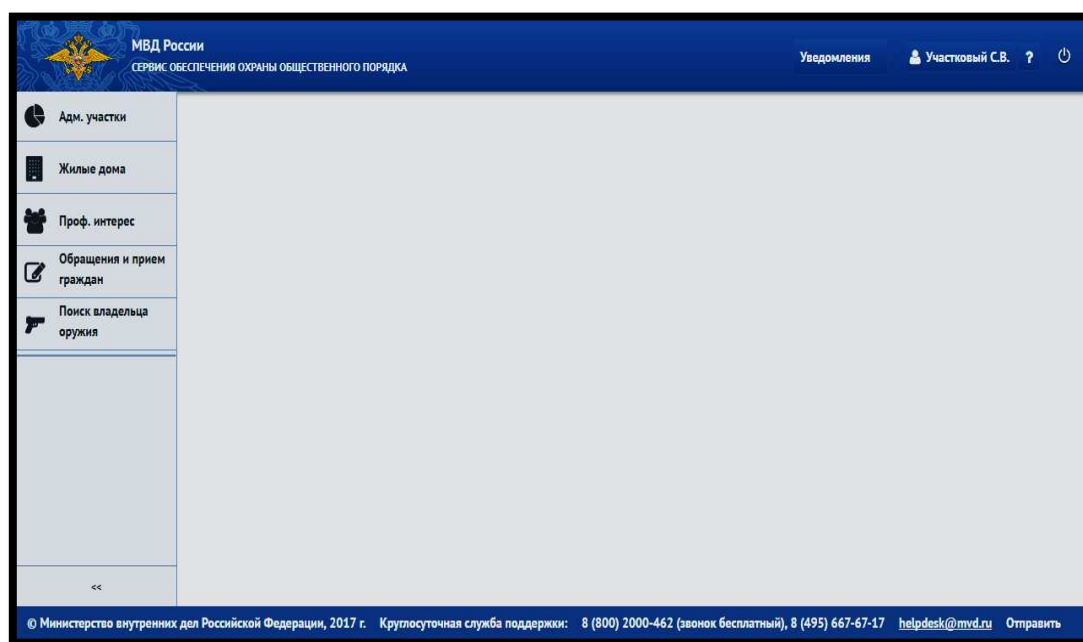 МВД России
СЕРВИС ОБЕСПЕЧЕНИЯ ОХРАНЫ ОБЩЕСТВЕННОГО ПОРЯДКА
Уведомления
Участковый С.В.
?
Адм. участки
Жилые дома
Проф. интерес
Обращения и прием
граждан
Поиск владельца
оружия
<<
© Министерство внутренних дел Российской Федерации, 2017 г. Круглосуточная служба поддержки: 8 (800) 2000-462 (звонок бесплатный), 8 (495) 667-67-17 helpdesk@mvd.ru Отправить